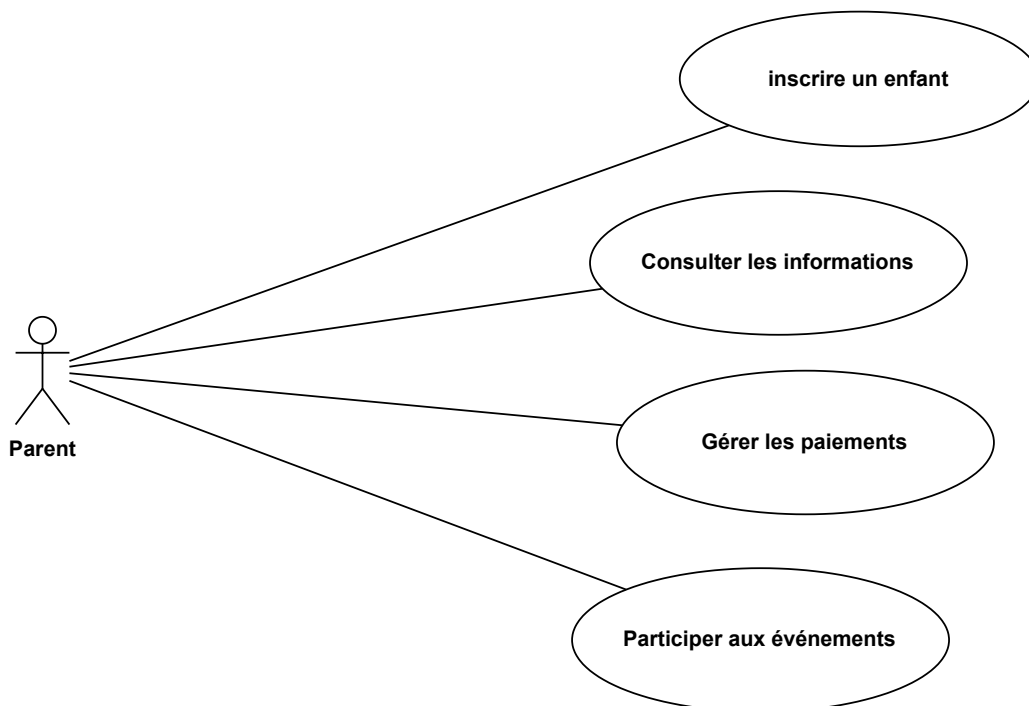 inscrire un enfant
Consulter les informations
Gérer les paiements
Parent
Participer aux événements